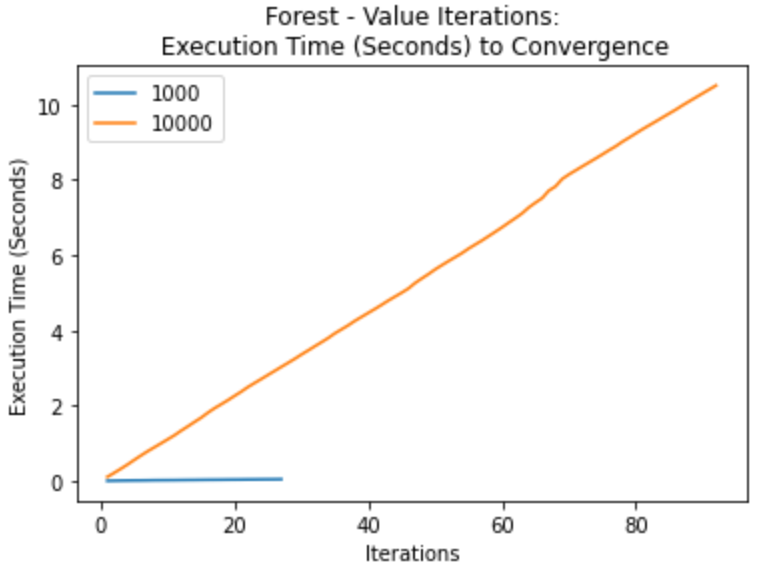 Forest - Value Iterations:
Execution Time (Seconds) to Convergence
1000
10000
Execution Time (Seconds)
10
8
6
4
2
0
0 20 40 60 80
Iterations